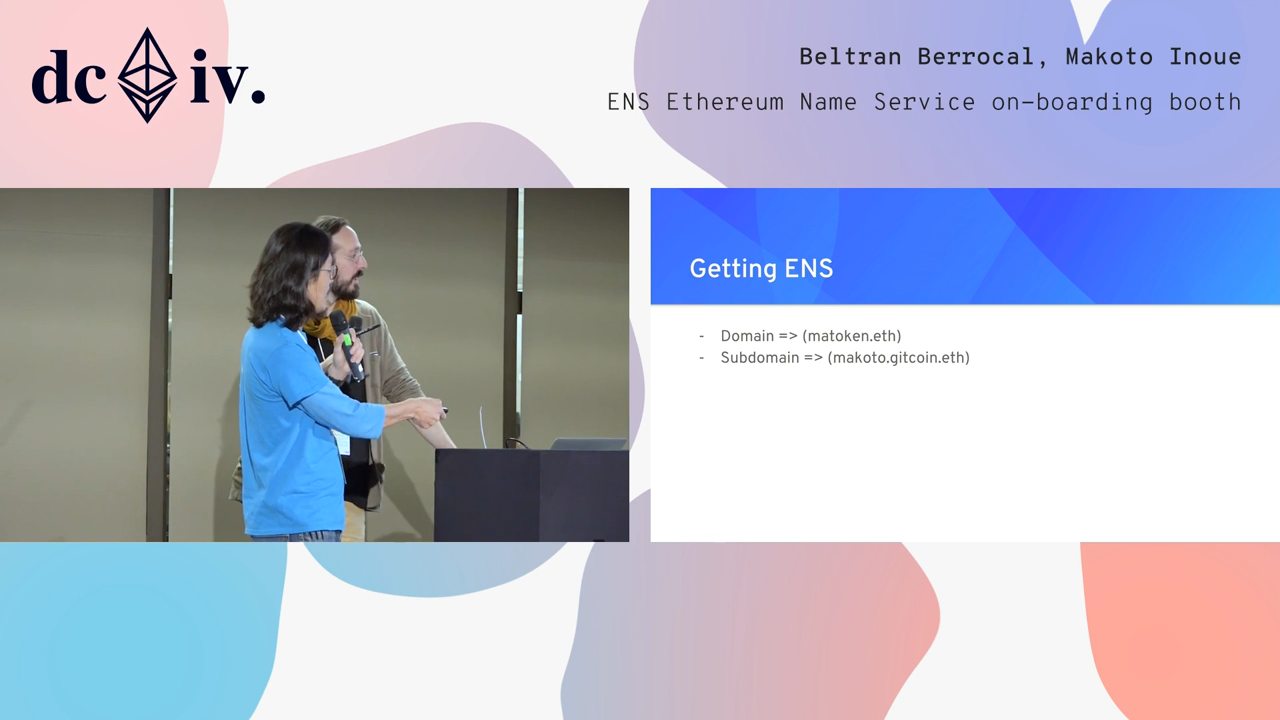 dc iv.
Beltran Berrocal, Makoto Inoue
ENS Ethereum Name Service on-boarding booth
Getting ENS
- Domain => (matoken.eth)
- Subdomain => (makoto.gitcoin.eth)